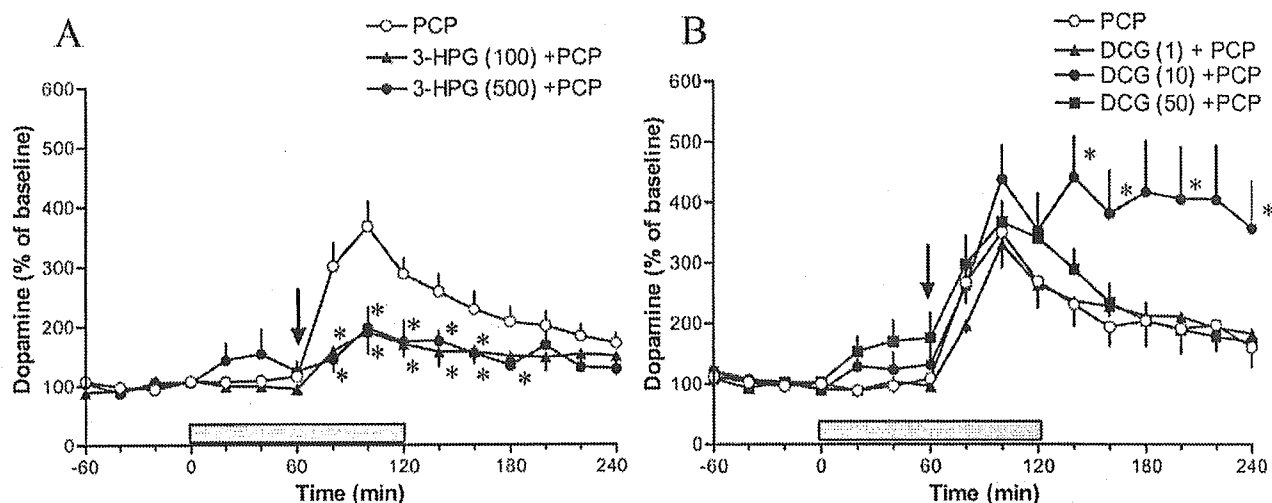 A
PCP
3-HPG (100) +PCP
3-HPG (500) +PCP
Dopamine (% of baseline)
600
500
400
300
200
100
0
* * * * *
* * * * * *
-60 0 60 120 180 240
Time (min)
B
PCP
DCG (1) + PCP
DCG (10) +PCP
DCG (50) +PCP
Dopamine (% of baseline)
600
500
400
300
200
100
0
* * * *
-60 0 60 120 180 240
Time (min)